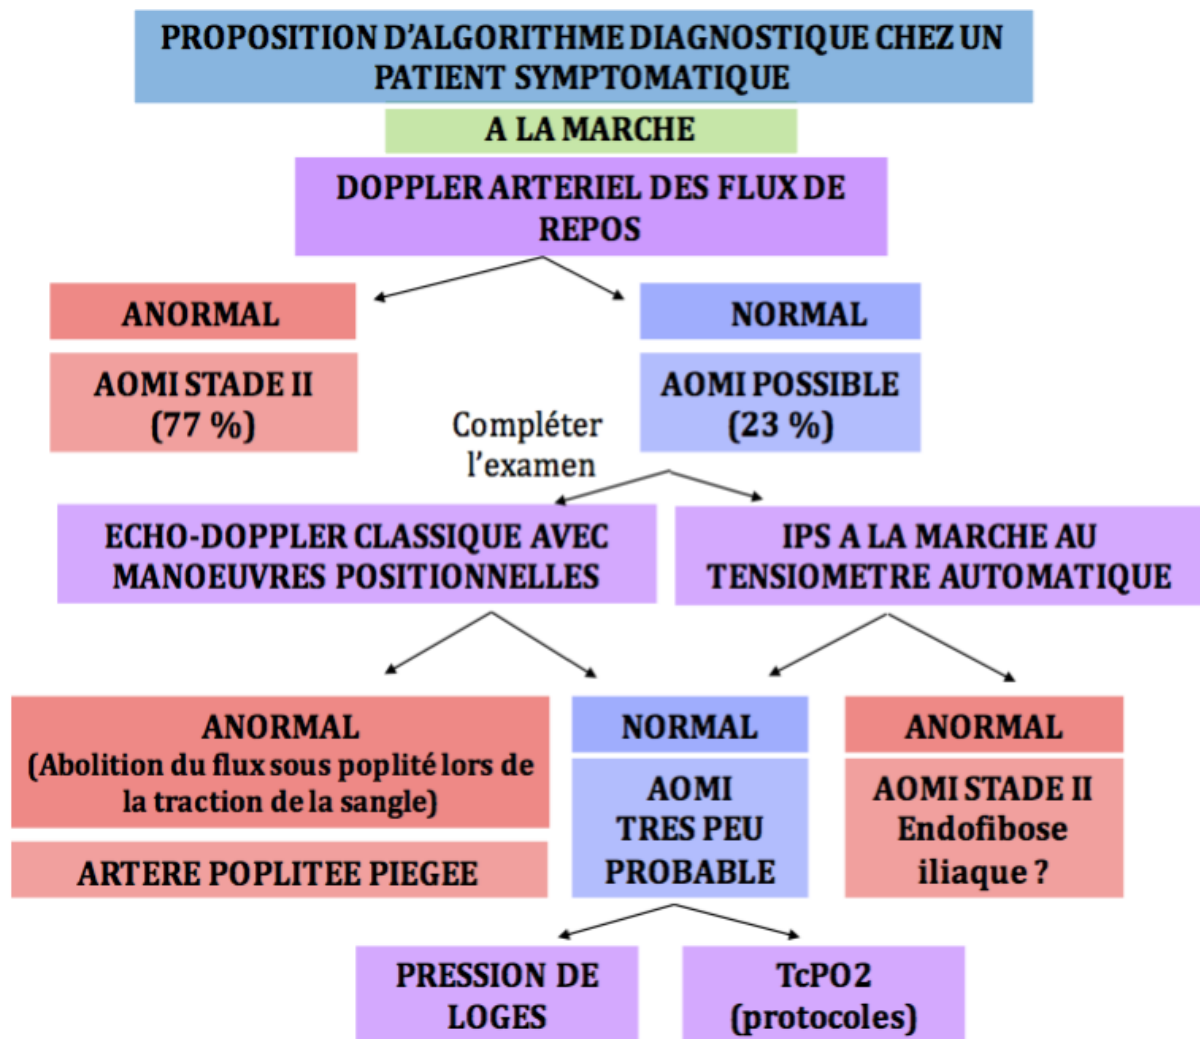 PROPOSITION D'ALGORITHME DIAGNOSTIQUE CHEZ UN
PATIENT SYMPTOMATIQUE
A LA MARCHE
DOPPLER ARTERIEL DES FLUX DE
REPOS
ANORMAL
AOMI STADE II
(77 %)
NORMAL
AOMI POSSIBLE
(23 %)
Compléter
l'examen
ECHO-DOPPLER CLASSIQUE AVEC
MANOEUVRES POSITIONNELLES
IPS A LA MARCHE AU
TENSIOMETRE AUTOMATIQUE
ANORMAL
(Abolition du flux sous poplité lors de
la traction de la sangle)
ARTÈRE POPLITEE PIEGEE
NORMAL
AOMI
TRES PEU
PROBABLE
ANORMAL
AOMI STADE II
Endofibose
iliaque ?
PRESSION DE
LOGES
TcPO2
(protocoles)